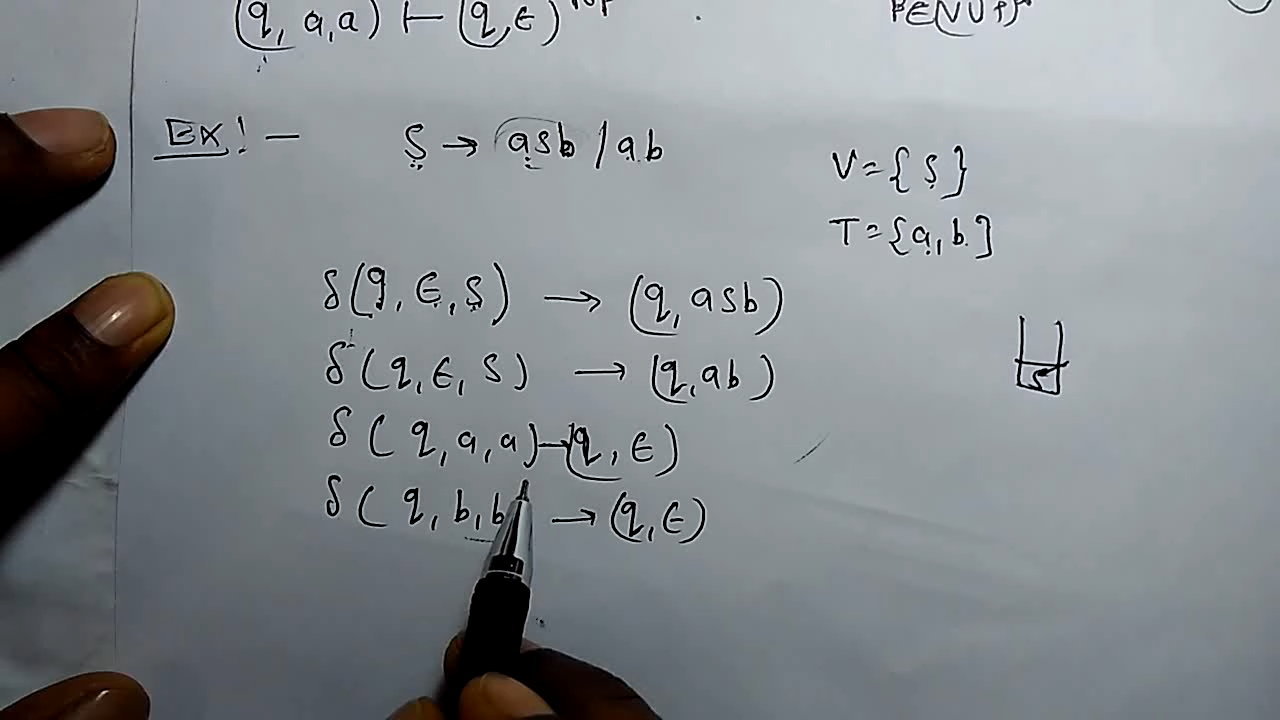 (q, a, a) ⊢ (q, ε)
Ex! — S → asb / ab
V = { S }
T = {a, b}
δ(q, ε, S) → (q, asb)
δ(q, ε, S) → (q, ab)
δ(q, a, a) → (q, ε)
δ(q, b, b → (q, ε)
S